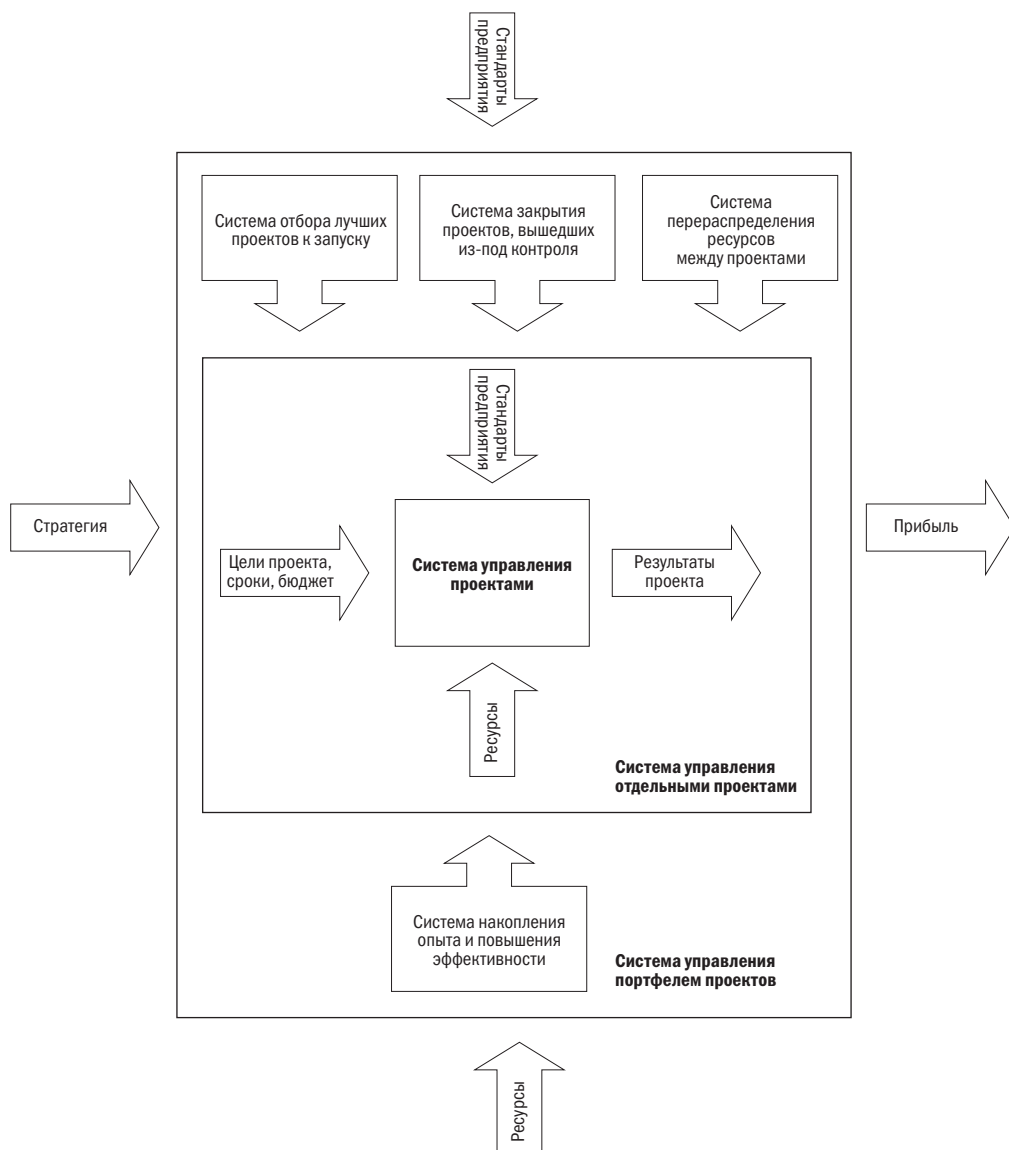 Стандарты
предприятия
Система отбора лучших
проектов к запуску
Система закрытия
проектов, вышедших
из-под контроля
Система
перераспределения
ресурсов
между проектами
Стандарты
предприятия
Стратегия
Цели проекта,
сроки, бюджет
Система управления
проектами
Результаты
проекта
Прибыль
Ресурсы
Система управления
отдельными проектами
Система накопления
опыта и повышения
эффективности
Система управления
портфелем проектов
Ресурсы